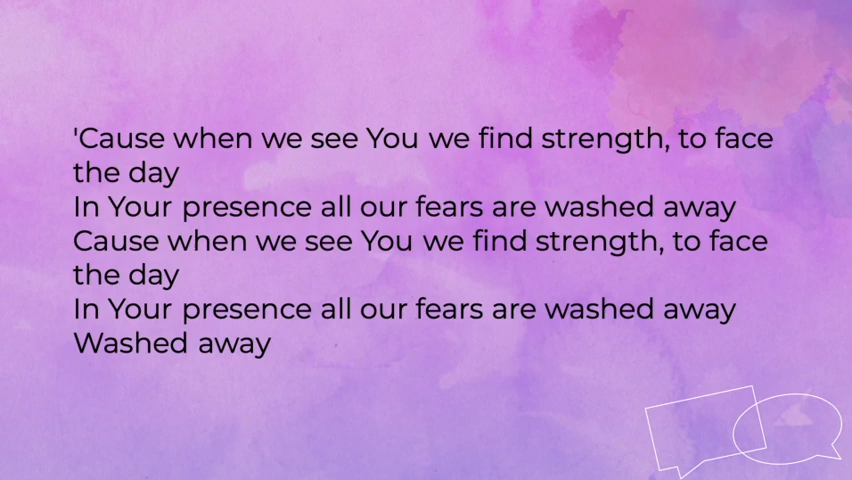 'Cause when we see You we find strength, to face
the day
In Your presence all our fears are washed away
Cause when we see You we find strength, to face
the day
In Your presence all our fears are washed away
Washed away